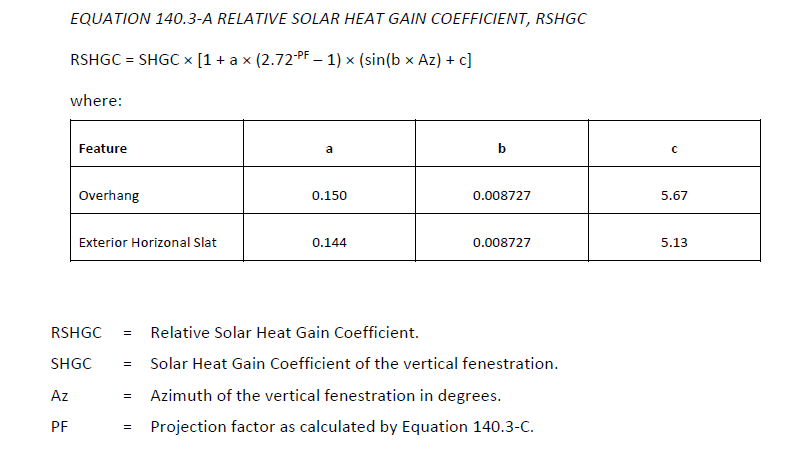 EQUATION 140.3-A RELATIVE SOLAR HEAT GAIN COEFFICIENT, RSHGC
RSHGC = SHGC × [1 + a × (2.72⁻ᴾᶠ – 1) × (sin(b × Az) + c]
where:
Feature a b c
Overhang 0.150 0.008727 5.67
Exterior Horizonal Slat 0.144 0.008727 5.13
RSHGC = Relative Solar Heat Gain Coefficient.
SHGC = Solar Heat Gain Coefficient of the vertical fenestration.
Az = Azimuth of the vertical fenestration in degrees.
PF = Projection factor as calculated by Equation 140.3-C.